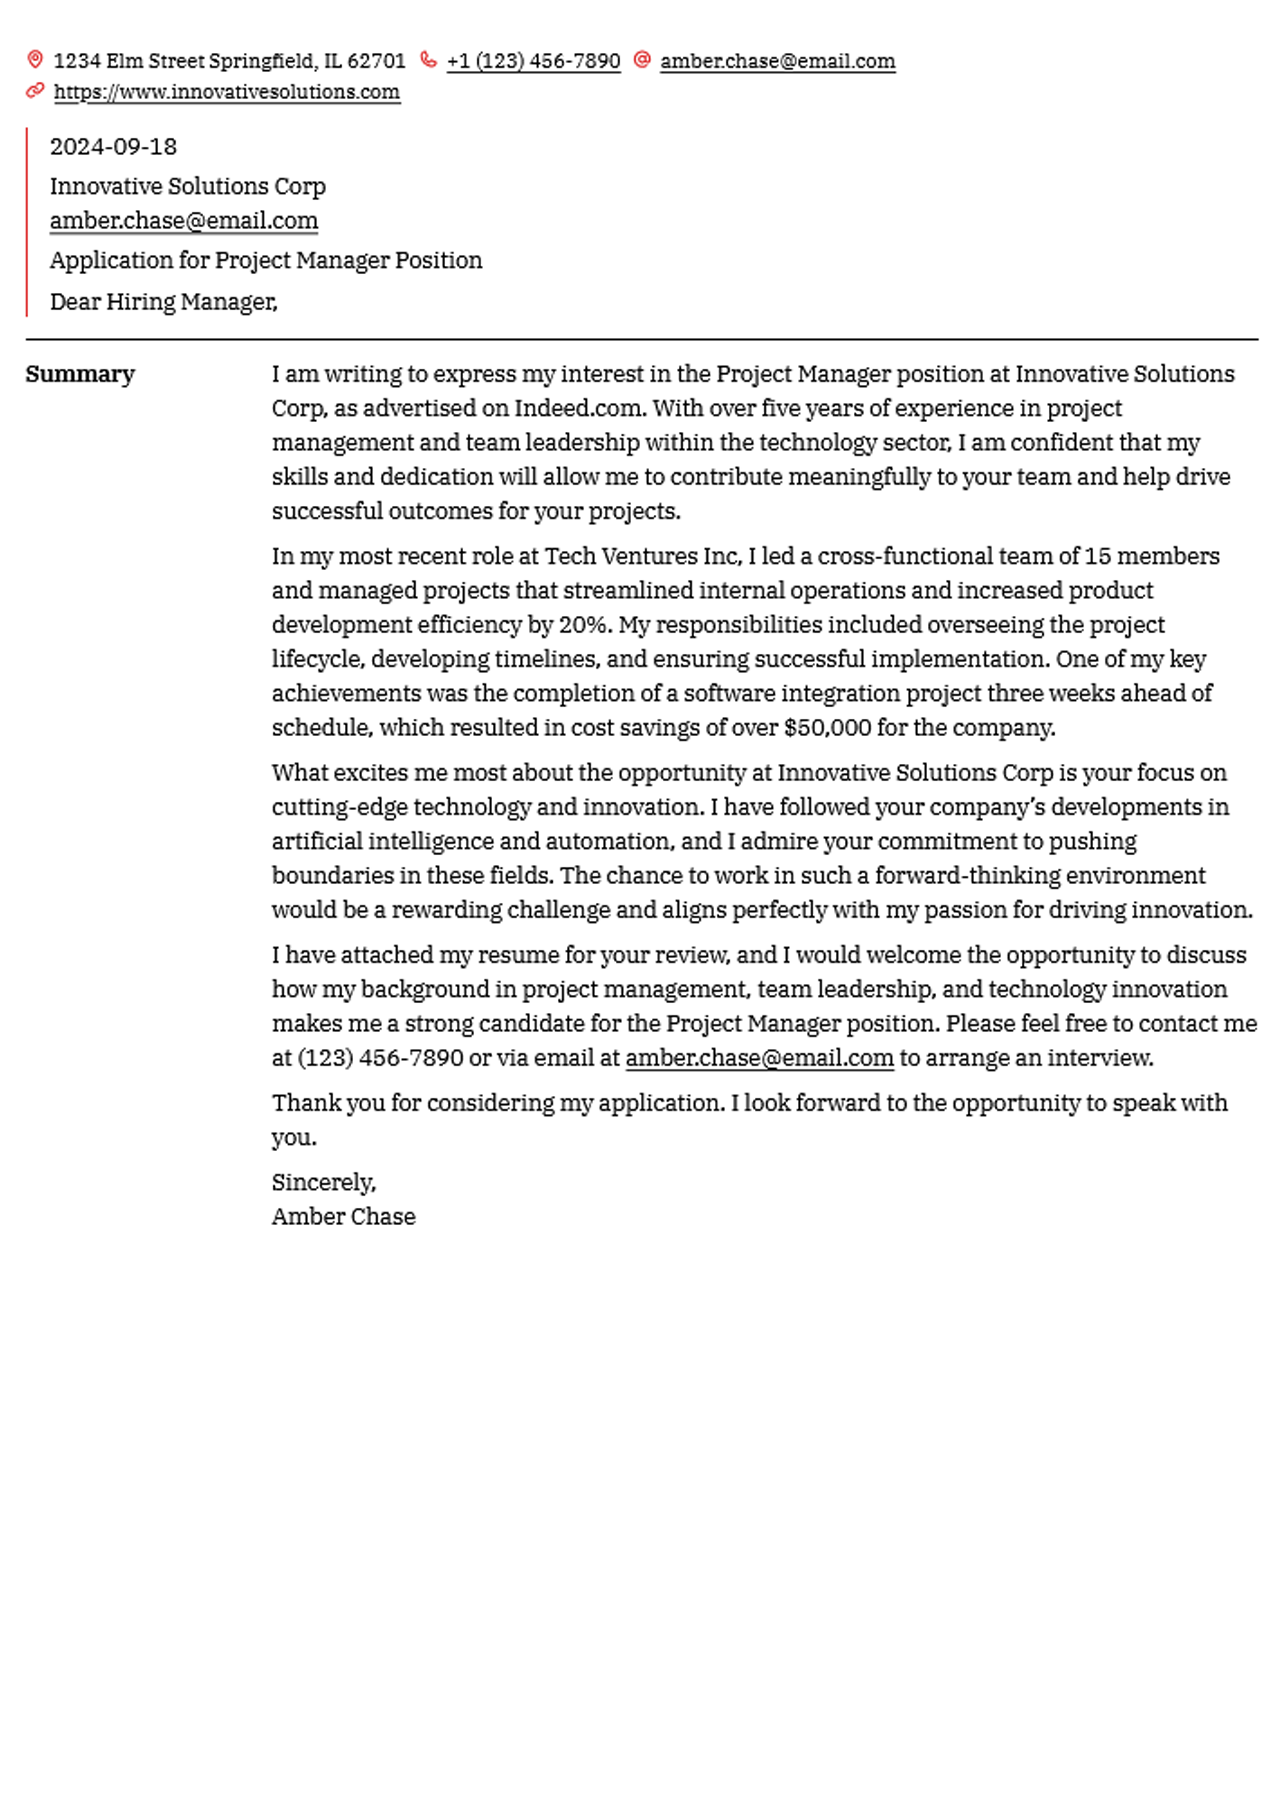 1234 Elm Street Springfield, IL 62701 +1 (123) 456-7890 amber.chase@email.com
https://www.innovativesolutions.com
2024-09-18
Innovative Solutions Corp
amber.chase@email.com
Application for Project Manager Position
Dear Hiring Manager,
Summary
I am writing to express my interest in the Project Manager position at Innovative Solutions
Corp, as advertised on Indeed.com. With over five years of experience in project
management and team leadership within the technology sector, I am confident that my
skills and dedication will allow me to contribute meaningfully to your team and help drive
successful outcomes for your projects.
In my most recent role at Tech Ventures Inc, I led a cross-functional team of 15 members
and managed projects that streamlined internal operations and increased product
development efficiency by 20%. My responsibilities included overseeing the project
lifecycle, developing timelines, and ensuring successful implementation. One of my key
achievements was the completion of a software integration project three weeks ahead of
schedule, which resulted in cost savings of over $50,000 for the company.
What excites me most about the opportunity at Innovative Solutions Corp is your focus on
cutting-edge technology and innovation. I have followed your company’s developments in
artificial intelligence and automation, and I admire your commitment to pushing
boundaries in these fields. The chance to work in such a forward-thinking environment
would be a rewarding challenge and aligns perfectly with my passion for driving innovation.
I have attached my resume for your review, and I would welcome the opportunity to discuss
how my background in project management, team leadership, and technology innovation
makes me a strong candidate for the Project Manager position. Please feel free to contact me
at (123) 456-7890 or via email at amber.chase@email.com to arrange an interview.
Thank you for considering my application. I look forward to the opportunity to speak with
you.
Sincerely,
Amber Chase